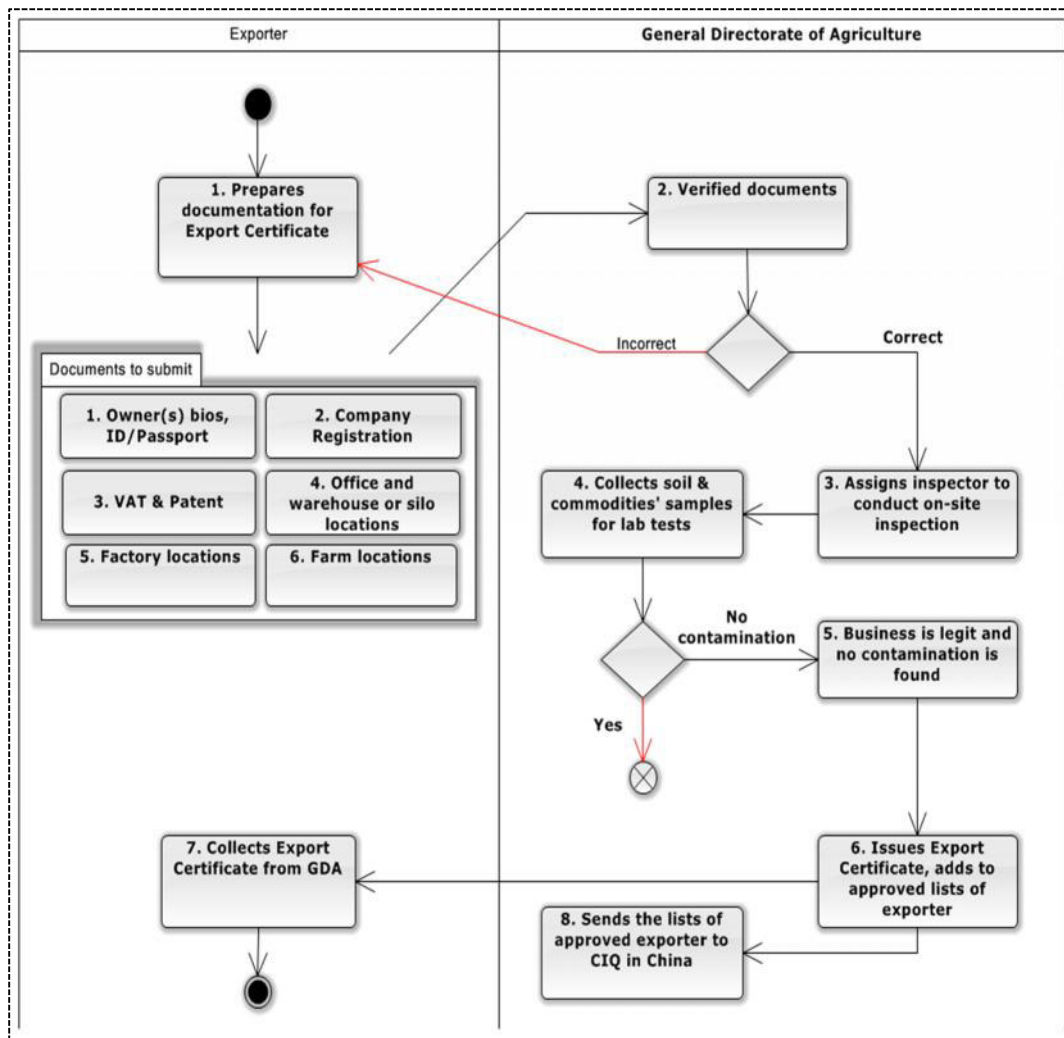 Exporter
General Directorate of Agriculture
1. Prepares
documentation for
Export Certificate
2. Verified documents
Incorrect
Correct
Documents to submit
1. Owner(s) bios,
ID/Passport
2. Company
Registration
3. VAT & Patent
4. Office and
warehouse or silo
locations
5. Factory locations
6. Farm locations
4. Collects soil &
commodities' samples
for lab tests
3. Assigns inspector to
conduct on-site
inspection
No
contamination
5. Business is legit and
no contamination is
found
Yes
7. Collects Export
Certificate from GDA
6. Issues Export
Certificate, adds to
approved lists of
exporter
8. Sends the lists of
approved exporter to
CIQ in China